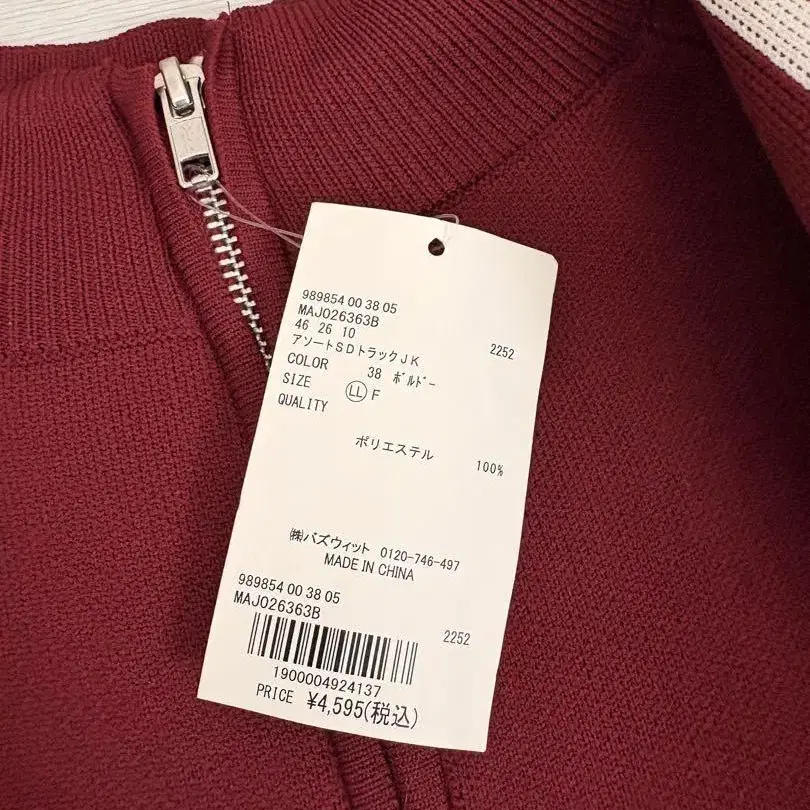 989854 00 38 05
MAJO26363B
46 26 10 2252
アソートSDトラックJK
COLOR 38 ボルドー
SIZE LL F
QUALITY
ポリエステル 100%
㈱バズウィット 0120-746-497
MADE IN CHINA
989854 00 38 05
MAJO26363B 2252
1900004924137
PRICE ¥4,595(税込)